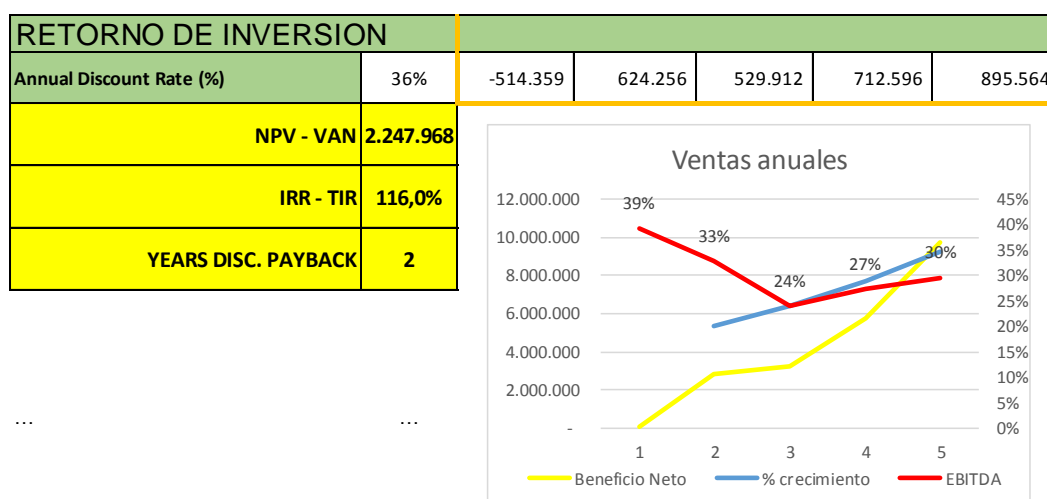 RETORNO DE INVERSION
Annual Discount Rate (%) 36% -514.359 624.256 529.912 712.596 895.564
NPV - VAN 2.247.968
IRR - TIR 116,0%
YEARS DISC. PAYBACK 2
Ventas anuales
12.000.000 39% 45%
40%
10.000.000 33% 35%
8.000.000 24% 27% 30% 30%
25%
6.000.000 20%
4.000.000 15%
2.000.000 10%
5%
- 0%
1 2 3 4 5
Beneficio Neto % crecimiento EBITDA
... ...